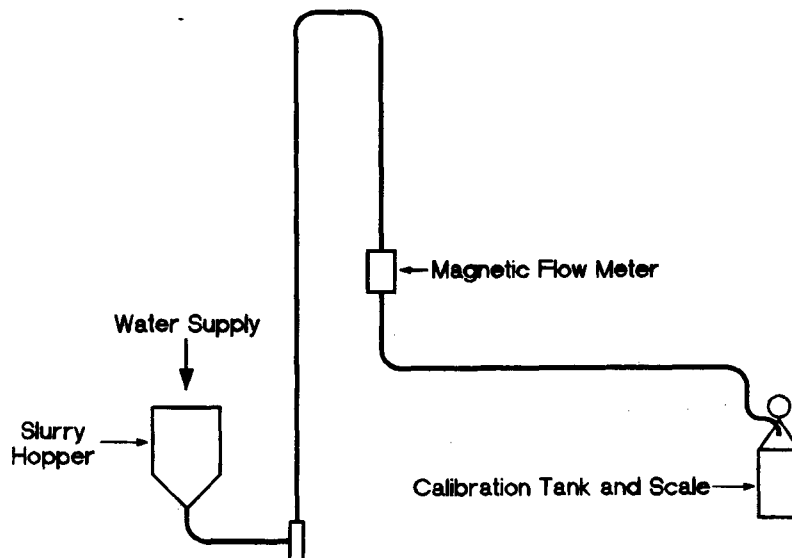 Magnetic Flow Meter
Water Supply
Slurry
Hopper
Calibration Tank and Scale